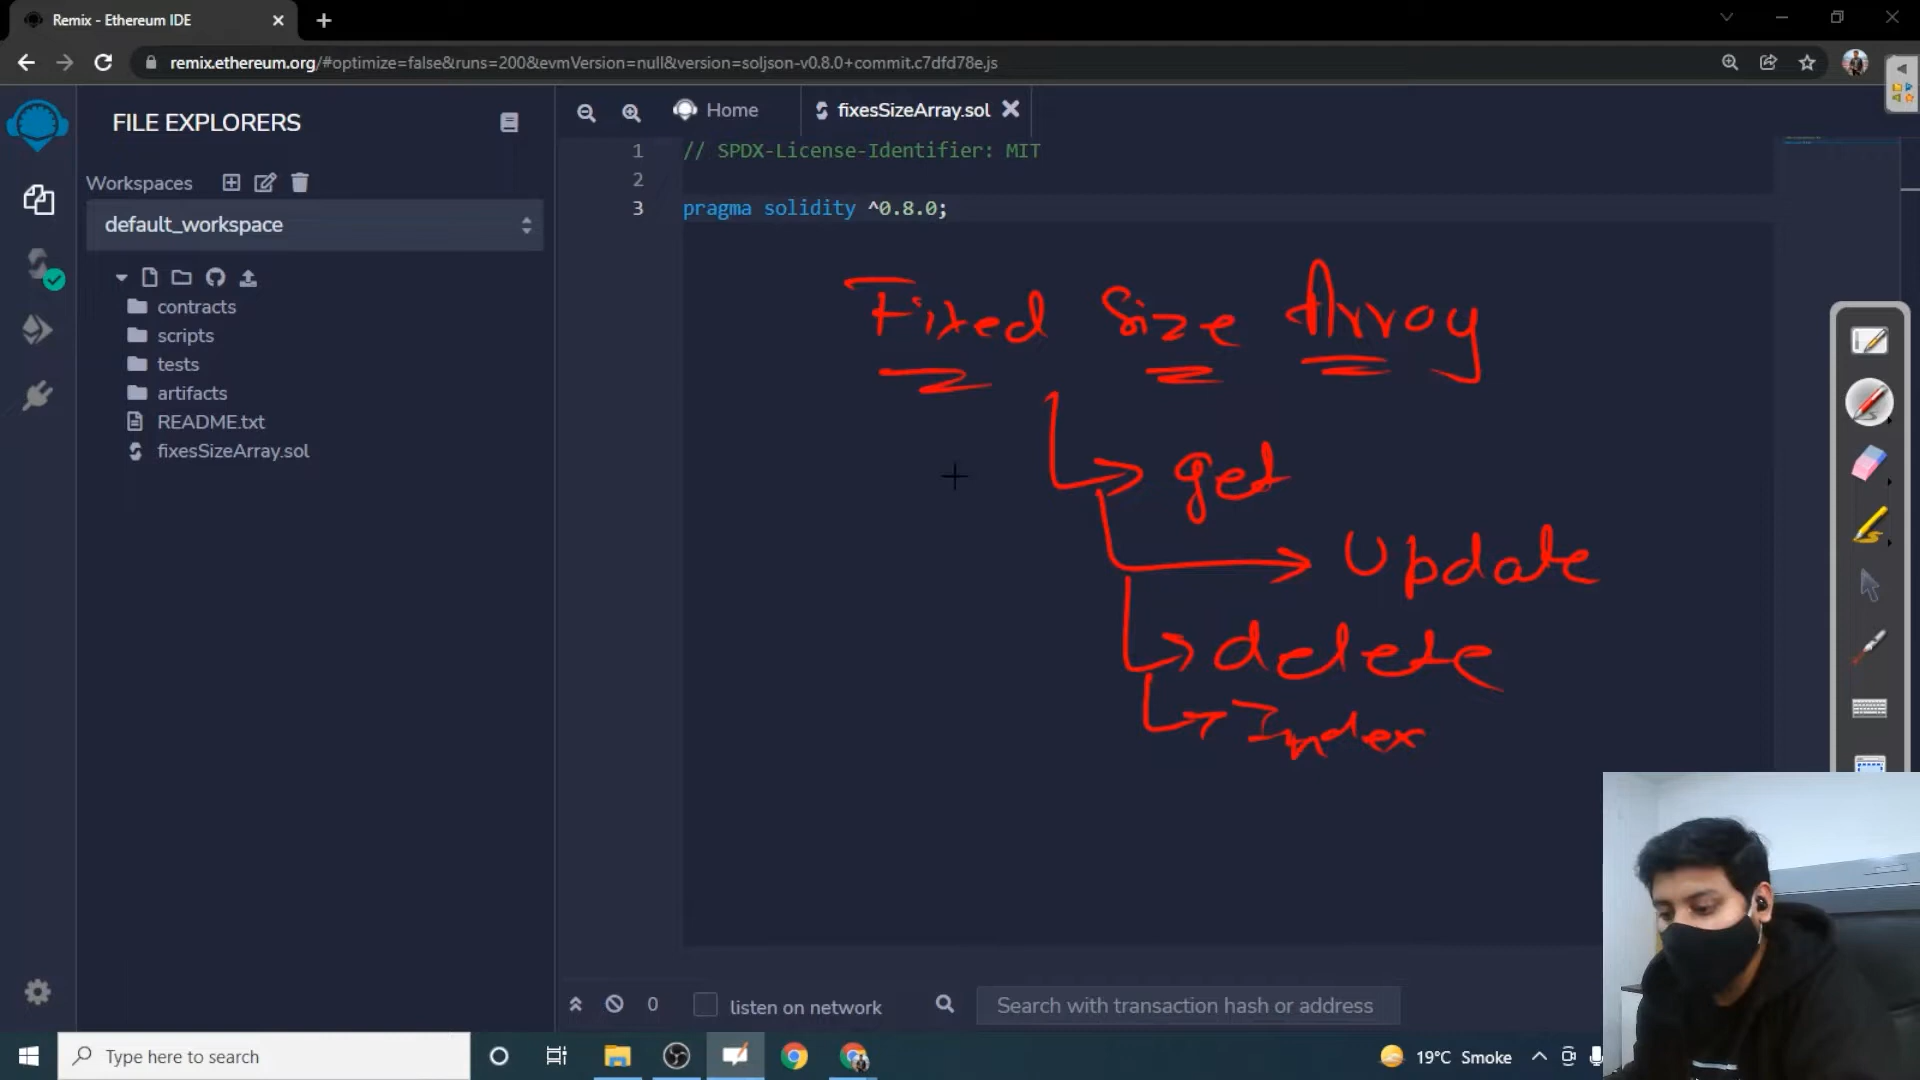 Remix - Ethereum IDE
remix.ethereum.org/#optimize=false&runs=200&evmVersion=null&version=soljson-v0.8.0+commit.c7dfd78e.js
FILE EXPLORERS
Home
fixesSizeArray.sol
Workspaces
default_workspace
contracts
scripts
tests
artifacts
README.txt
fixesSizeArray.sol
1 // SPDX-License-Identifier: MIT
2
3 pragma solidity ^0.8.0;
Fixed Size Array
get
Update
delete
Index
0
listen on network
Search with transaction hash or address
Type here to search
19°C Smoke